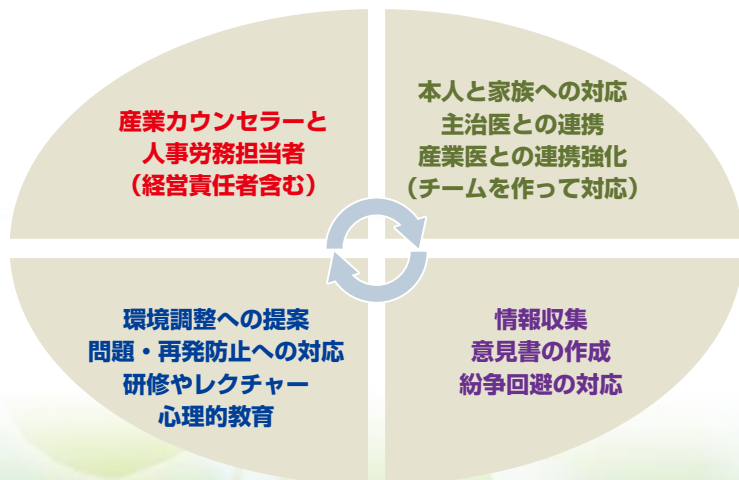 産業カウンセラーと
人事労務担当者
（経営責任者含む）
本人と家族への対応
主治医との連携
産業医との連携強化
（チームを作って対応）
環境調整への提案
問題・再発防止への対応
研修やレクチャー
心理的教育
情報収集
意見書の作成
紛争回避の対応